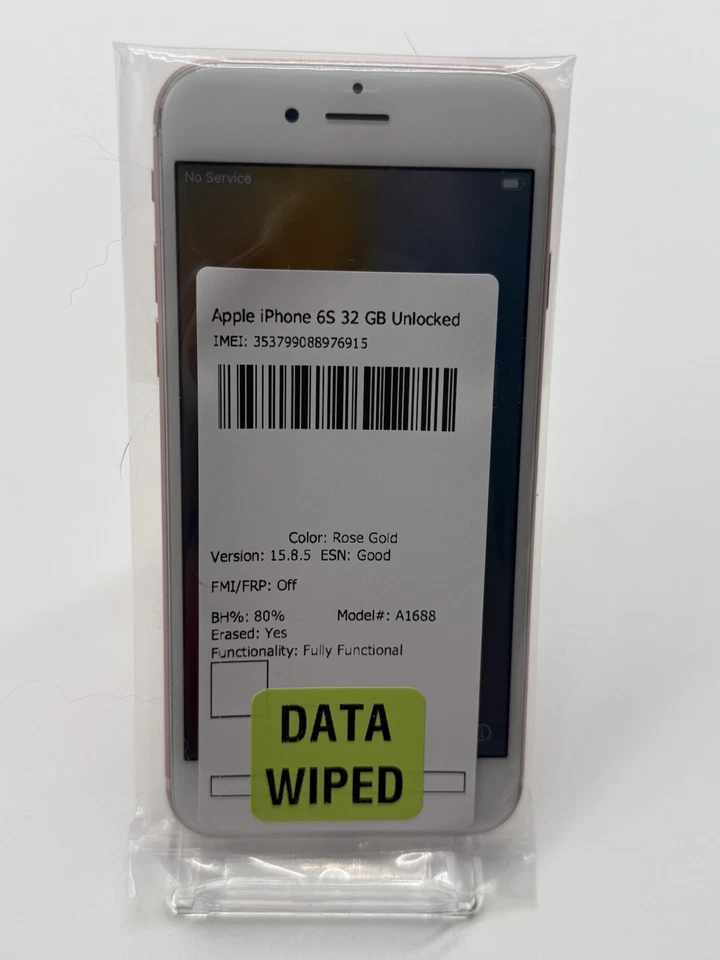 No Service
Apple iPhone 6S 32 GB Unlocked
IMEI: 353799088976915
Color: Rose Gold
Version: 15.8.5 ESN: Good
FMI/FRP: Off
BH%: 80% Model#: A1688
Erased: Yes
Functionality: Fully Functional
DATA
WIPED